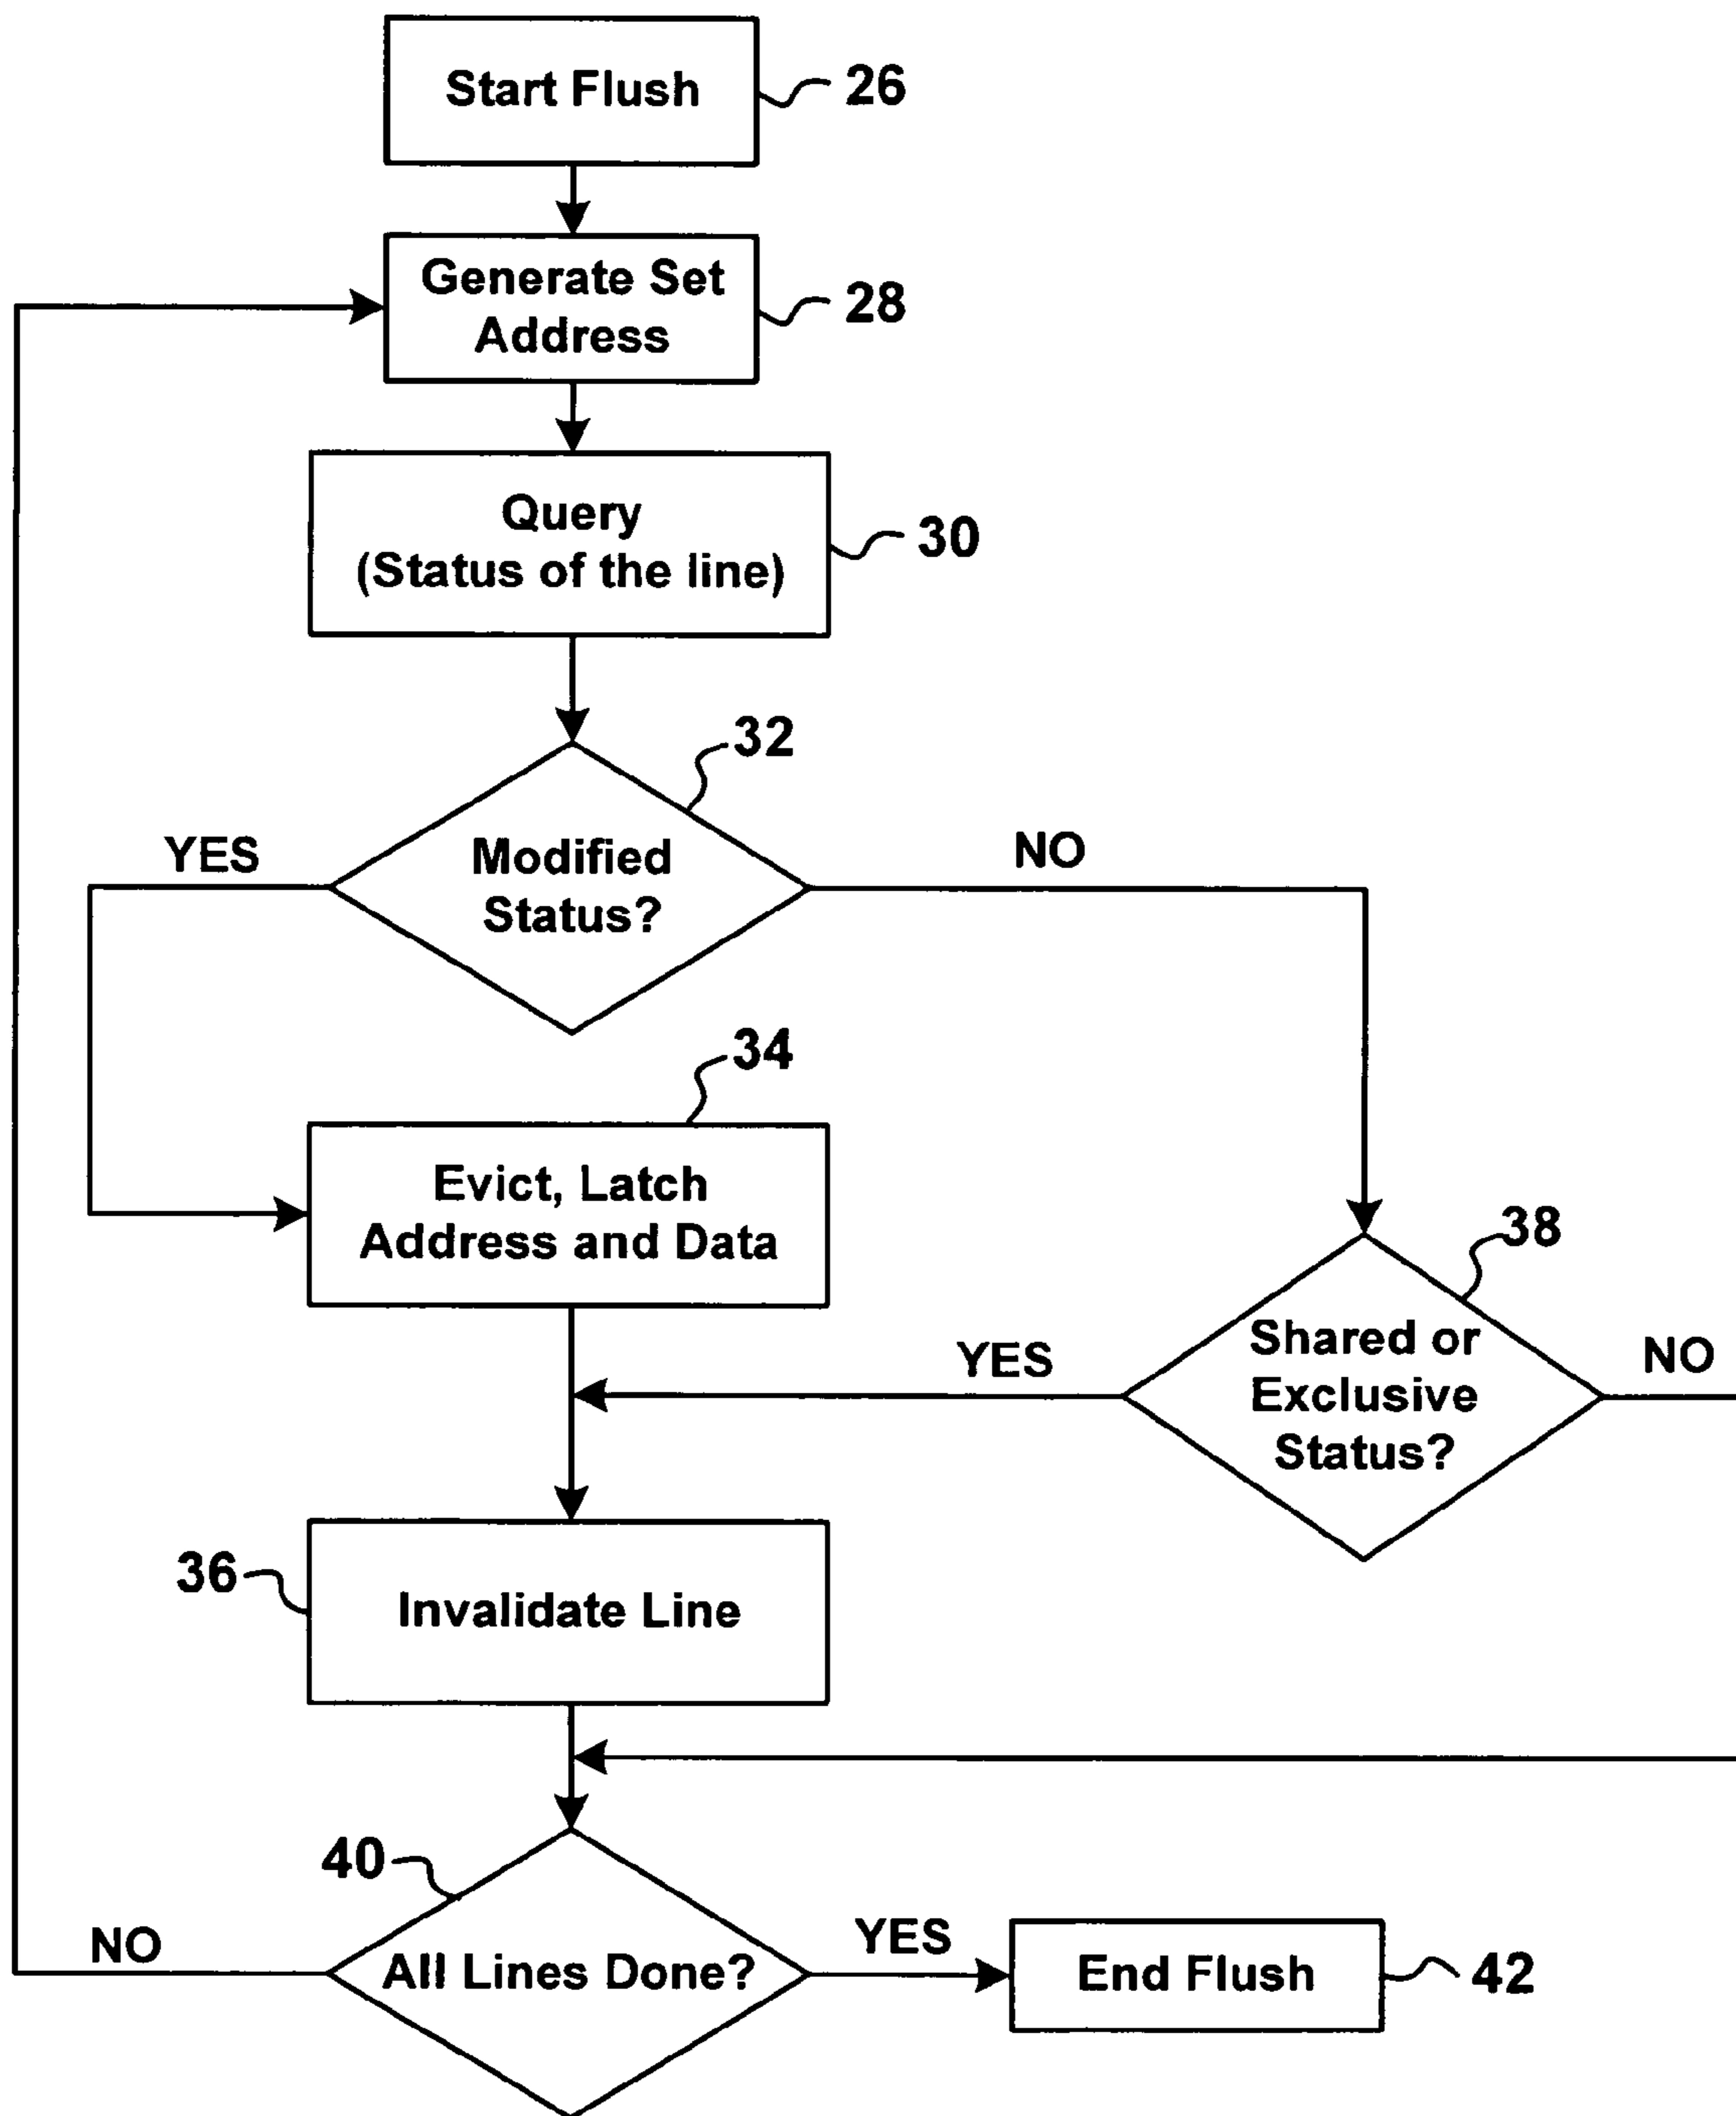 Start Flush
26
Generate Set
Address
28
Query
(Status of the line)
30
32
Modified
Status?
YES
NO
34
Evict, Latch
Address and Data
38
Shared or
Exclusive
Status?
YES
NO
36
Invalidate Line
40
All Lines Done?
NO
YES
End Flush
42